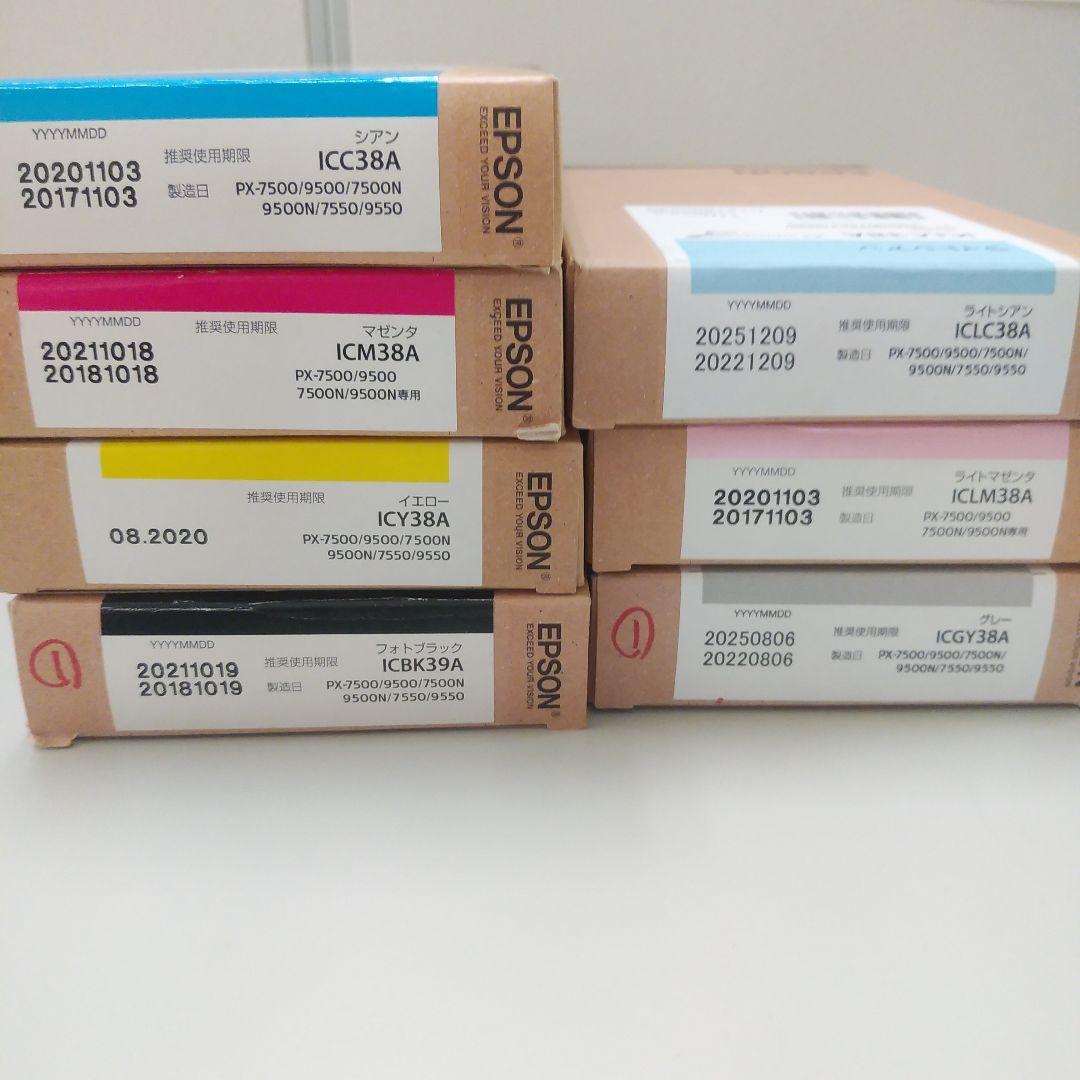 YYYYMMDD
シアン
20201103 推奨使用期限 ICC38A
20171103 製造日 PX-7500/9500/7500N
9500N/7550/9550
EPSON®
EXCEED YOUR VISION
YYYYMMDD
推奨使用期限 マゼンタ
20211018 ICM38A
20181018 PX-7500/9500
7500N/9500N専用
EPSON®
EXCEED YOUR VISION
推奨使用期限 イエロー
ICY38A
08.2020 PX-7500/9500/7500N
9500N/7550/9550
EPSON®
EXCEED YOUR VISION
①
YYYYMMDD
フォトブラック
20211019 推奨使用期限 ICBK39A
20181019 製造日 PX-7500/9500/7500N
9500N/7550/9550
EPSON®
EXCEED YOUR VISION
ライトシアン
YYYYMMDD
ライトシアン
20251209 推奨使用期限 ICLC38A
20221209 製造日 PX-7500/9500/7500N/
9500N/7550/9550
YYYYMMDD
ライトマゼンタ
20201103 推奨使用期限 ICLM38A
20171103 製造日 PX-7500/9500
7500N/9500N専用
①
YYYYMMDD
グレー
20250806 推奨使用期限 ICGY38A
20220806 製造日 PX-7500/9500/7500N/
9500N/7550/9550